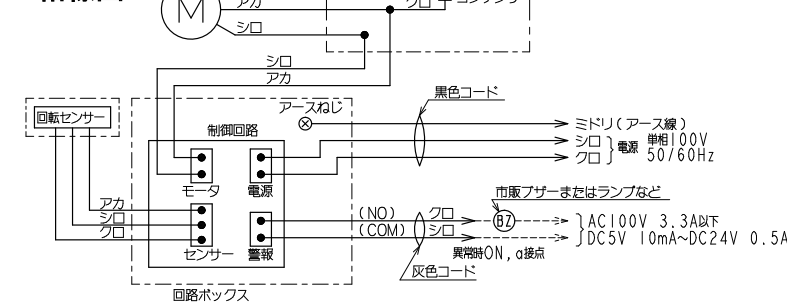 M
アカ
クロ
シロ
シロ
アカ
回転センサー
アースねじ
制御回路
黒色コード
ミドリ(アース線)
シロ
クロ
電源
単相100V
50/60Hz
モータ
電源
市販ブザーまたはランプなど
アカ
シロ
クロ
(NO) クロ
(COM) シロ
BZ
AC100V 3.3A以下
DC5V 10mA~DC24V 0.5A
センサー
警報
異常時ON,a接点
灰色コード
回路ボックス